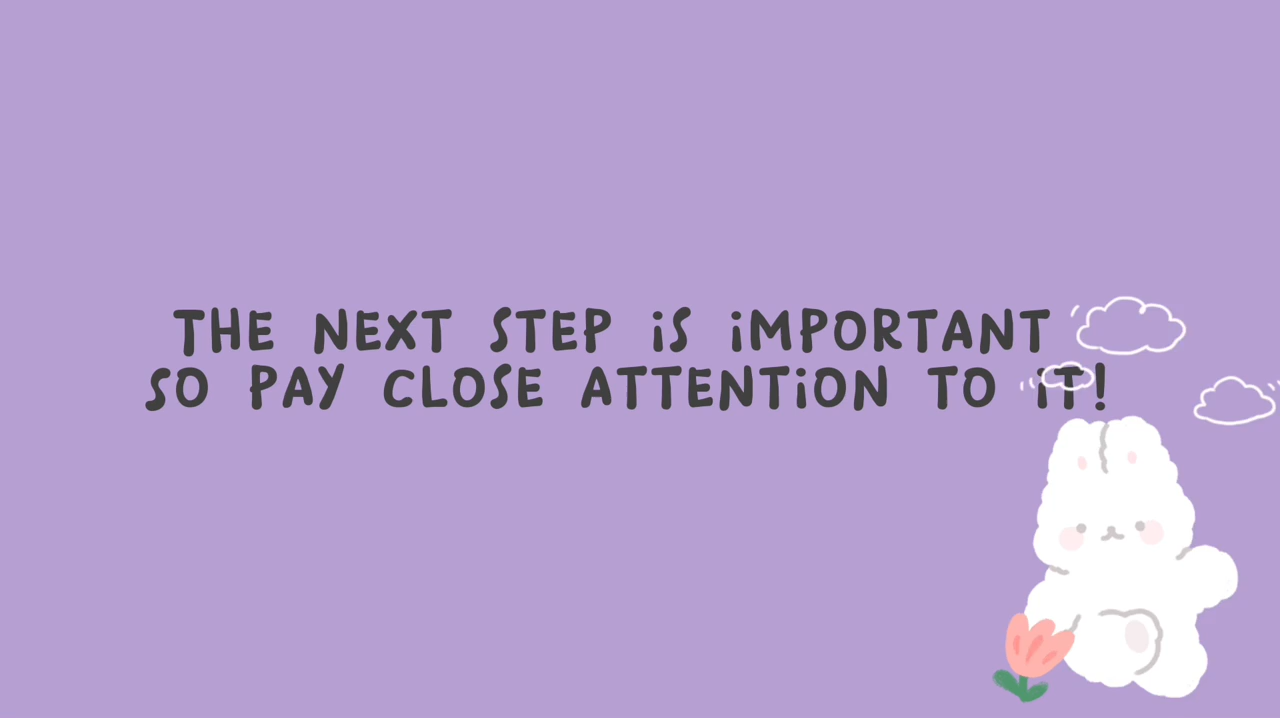 THE NEXT STEP iS iMPORTANT
SO PAY CLOSE ATTENTiON TO iT!